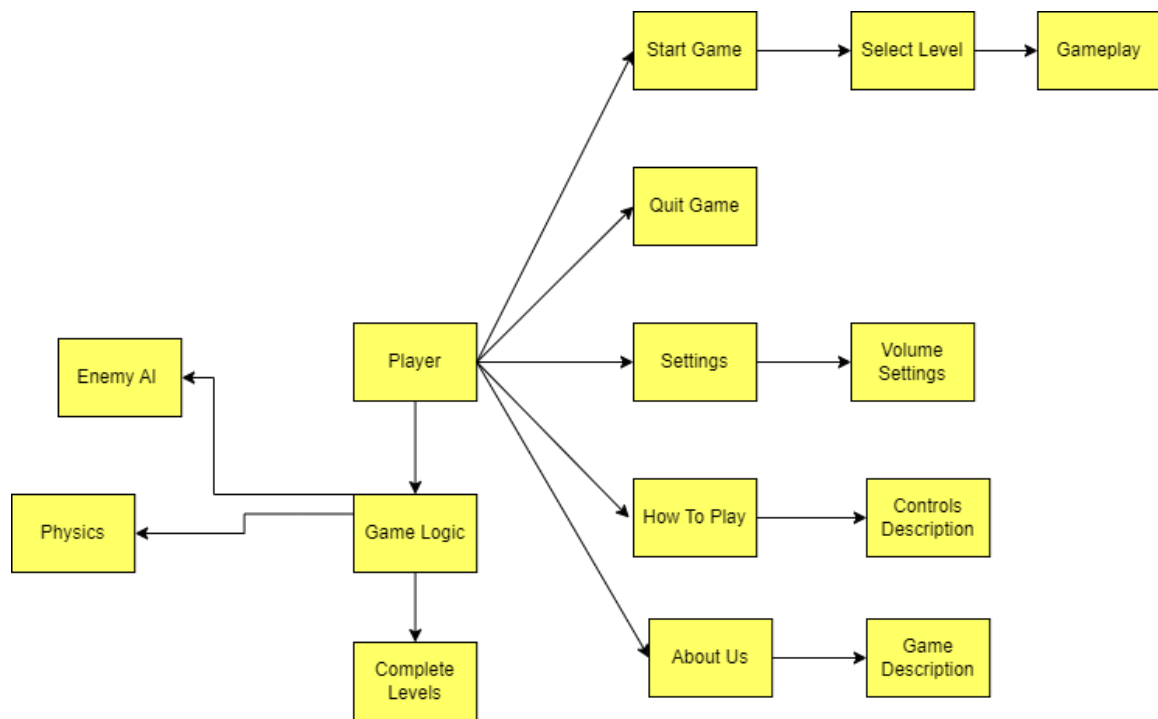 Start Game
Select Level
Gameplay
Quit Game
Player
Settings
Volume
Settings
Enemy AI
Physics
Game Logic
How To Play
Controls
Description
Complete
Levels
About Us
Game
Description